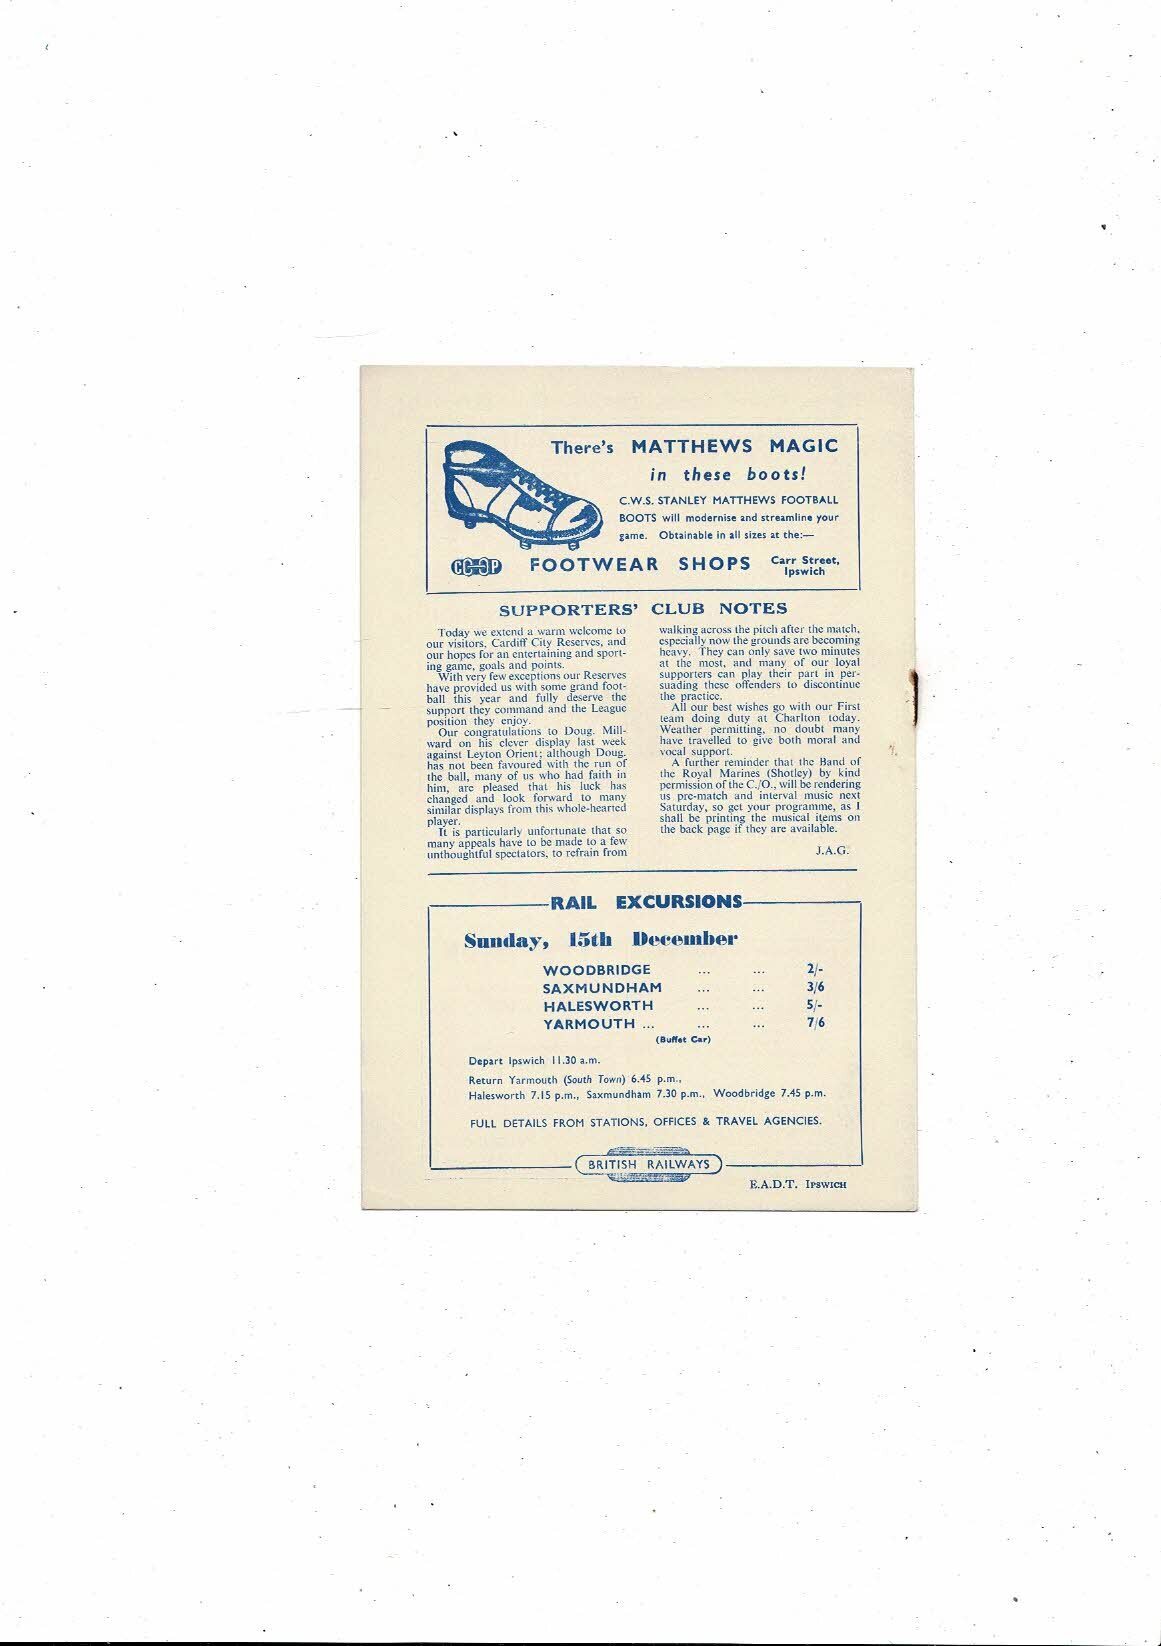 There's MATTHEWS MAGIC
in these boots!
C.W.S. STANLEY MATTHEWS FOOTBALL
BOOTS will modernise and streamline your
game. Obtainable in all sizes at the:—
CO-OP FOOTWEAR SHOPS Carr Street,
Ipswich
SUPPORTERS' CLUB NOTES
Today we extend a warm welcome to
our visitors, Cardiff City Reserves, and
our hopes for an entertaining and sport-
ing game, goals and points.
With very few exceptions our Reserves
have provided us with some grand foot-
ball this year and fully deserve the
support they command and the League
position they enjoy.
Our congratulations to Doug. Mill-
ward on his clever display last week
against Leyton Orient; although Doug.
has not been favoured with the run of
the ball, many of us who had faith in
him, are pleased that his luck has
changed and look forward to many
similar displays from this whole-hearted
player.
It is particularly unfortunate that so
many appeals have to be made to a few
unthoughtful spectators, to refrain from
walking across the pitch after the match,
especially now the grounds are becoming
heavy. They can only save two minutes
at the most, and many of our loyal
supporters can play their part in per-
suading these offenders to discontinue
the practice.
All our best wishes go with our First
team doing duty at Charlton today.
Weather permitting, no doubt many
have travelled to give both moral and
vocal support.
A further reminder that the Band of
the Royal Marines (Shotley) by kind
permission of the C./O., will be rendering
us pre-match and interval music next
Saturday, so get your programme, as I
shall be printing the musical items on
the back page if they are available.
J.A.G.
RAIL EXCURSIONS
Sunday, 15th December
WOODBRIDGE ... ... 2/-
SAXMUNDHAM ... ... 3/6
HALESWORTH ... ... 5/-
YARMOUTH ... ... ... 7/6
(Buffet Car)
Depart Ipswich 11.30 a.m.
Return Yarmouth (South Town) 6.45 p.m.,
Halesworth 7.15 p.m., Saxmundham 7.30 p.m., Woodbridge 7.45 p.m.
FULL DETAILS FROM STATIONS, OFFICES & TRAVEL AGENCIES.
BRITISH RAILWAYS
E.A.D.T. IPSWICH